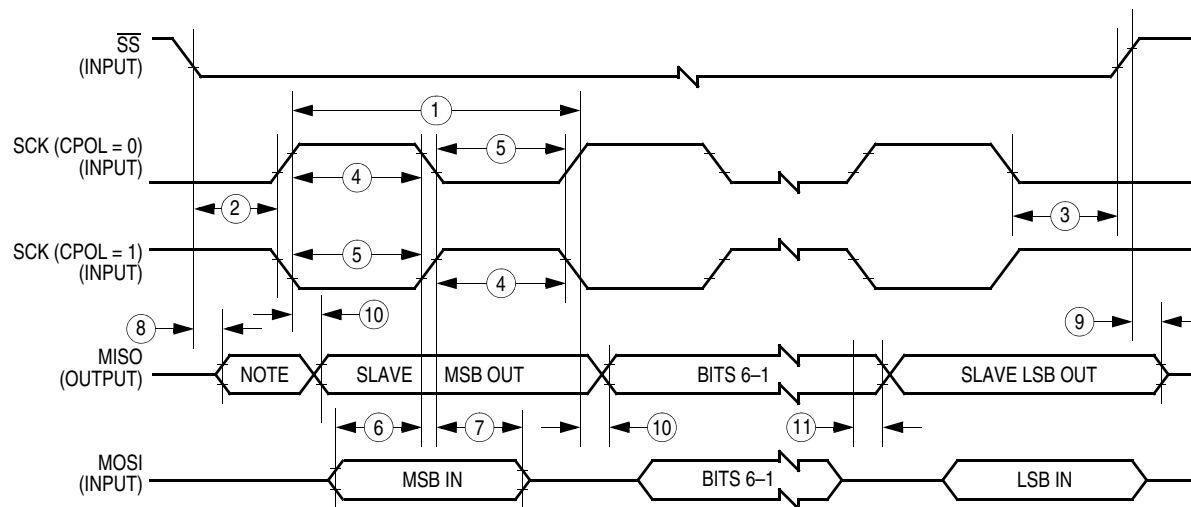 SS
(INPUT)
1
SCK (CPOL = 0)
(INPUT)
5
4
2
3
SCK (CPOL = 1)
(INPUT)
5
4
8
10
9
MISO
(OUTPUT)
NOTE
SLAVE
MSB OUT
BITS 6–1
SLAVE LSB OUT
6
7
10
11
MOSI
(INPUT)
MSB IN
BITS 6–1
LSB IN